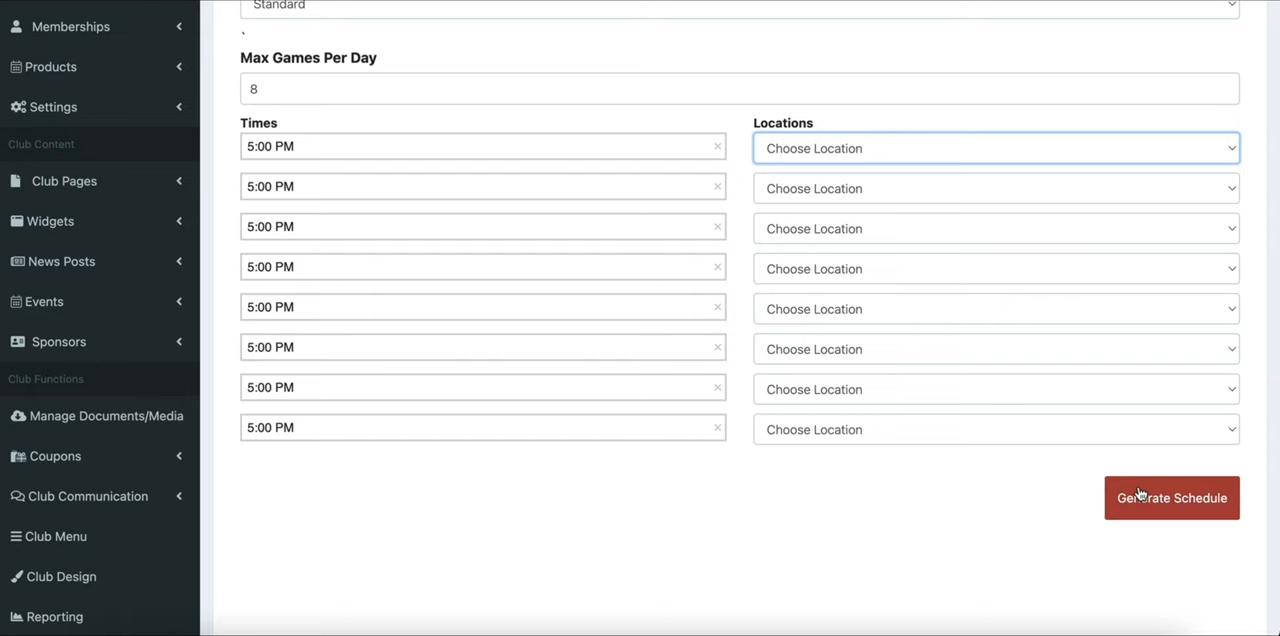 Memberships
Products
Settings
Club Content
Club Pages
Widgets
News Posts
Events
Sponsors
Club Functions
Manage Documents/Media
Coupons
Club Communication
Club Menu
Club Design
Reporting
Standard
`
Max Games Per Day
8
Times Locations
5:00 PM × Choose Location
5:00 PM × Choose Location
5:00 PM × Choose Location
5:00 PM × Choose Location
5:00 PM × Choose Location
5:00 PM × Choose Location
5:00 PM × Choose Location
5:00 PM × Choose Location
Generate Schedule